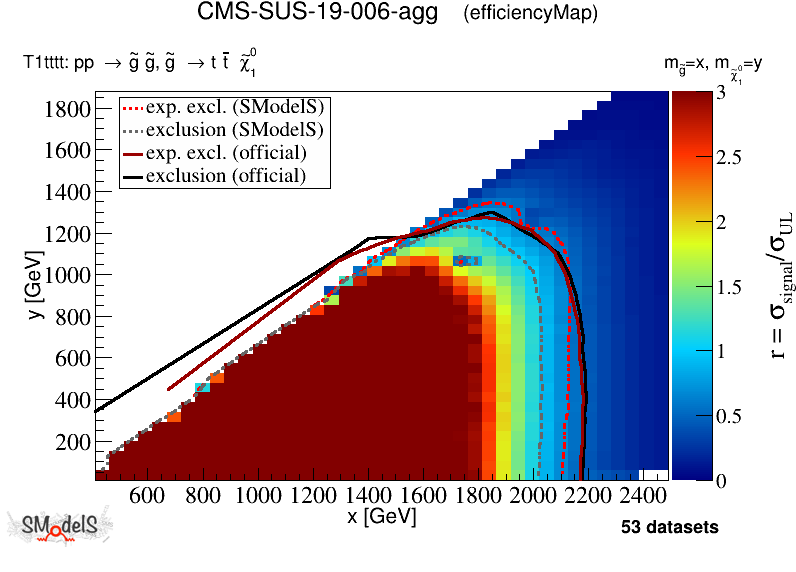 CMS-SUS-19-006-agg (efficiencyMap)
T1tttt: pp → g̃ g̃, g̃ → t t̄ χ̃₁⁰
m_g̃=x, m_χ̃₁⁰=y
exp. excl. (SModelS)
exclusion (SModelS)
exp. excl. (official)
exclusion (official)
1800
1600
1400
1200
1000
800
600
400
200
y [GeV]
600 800 1000 1200 1400 1600 1800 2000 2200 2400
x [GeV]
3
2.5
2
1.5
1
0.5
0
r = σ_signal/σ_UL
SModelS
53 datasets